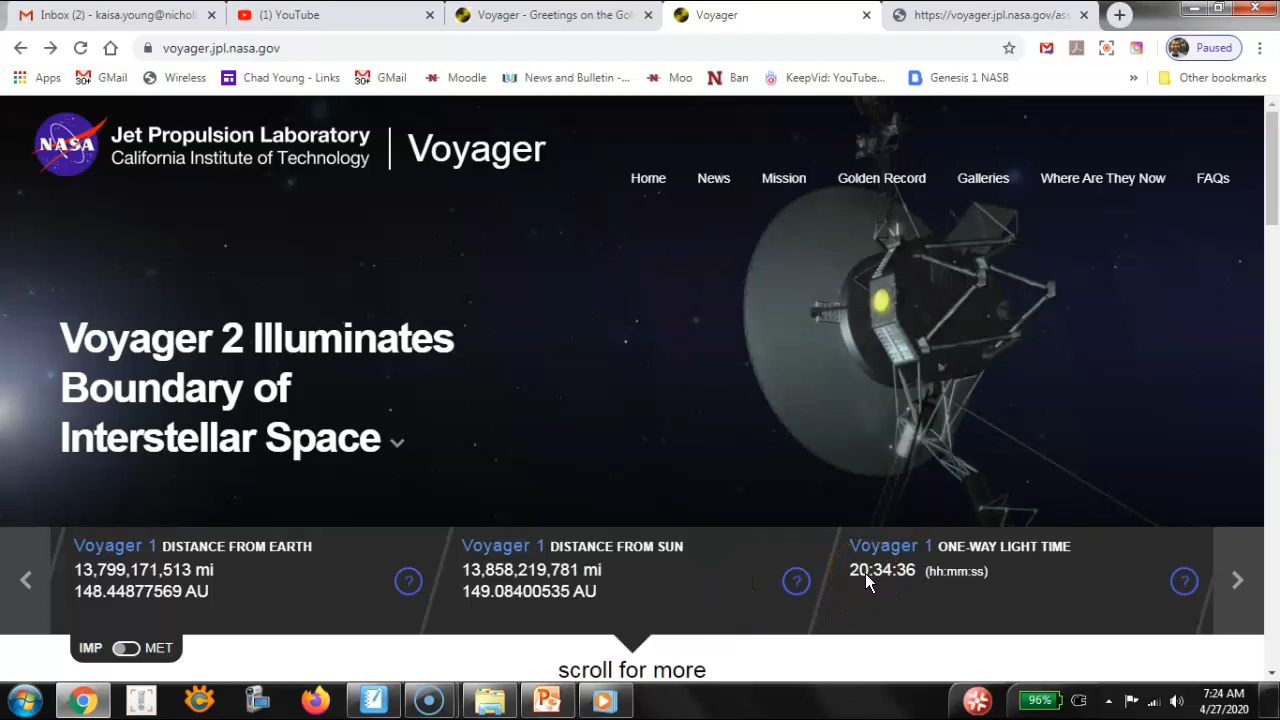 Inbox (2) - kaisa.young@nicholl
(1) YouTube
Voyager - Greetings on the Gol
Voyager
https://voyager.jpl.nasa.gov/ass
voyager.jpl.nasa.gov
Paused
Apps
GMail
Wireless
Chad Young - Links
GMail
Moodle
News and Bulletin -...
Moo
Ban
KeepVid: YouTube...
Genesis 1 NASB
»
Other bookmarks
NASA
Jet Propulsion Laboratory
California Institute of Technology
Voyager
Home News Mission Golden Record Galleries Where Are They Now FAQs
Voyager 2 Illuminates
Boundary of
Interstellar Space
Voyager 1 DISTANCE FROM EARTH
13,799,171,513 mi
148.44877569 AU
?
Voyager 1 DISTANCE FROM SUN
13,858,219,781 mi
149.08400535 AU
?
Voyager 1 ONE-WAY LIGHT TIME
20:34:36 (hh:mm:ss)
?
IMP MET
scroll for more
96%
7:24 AM
4/27/2020